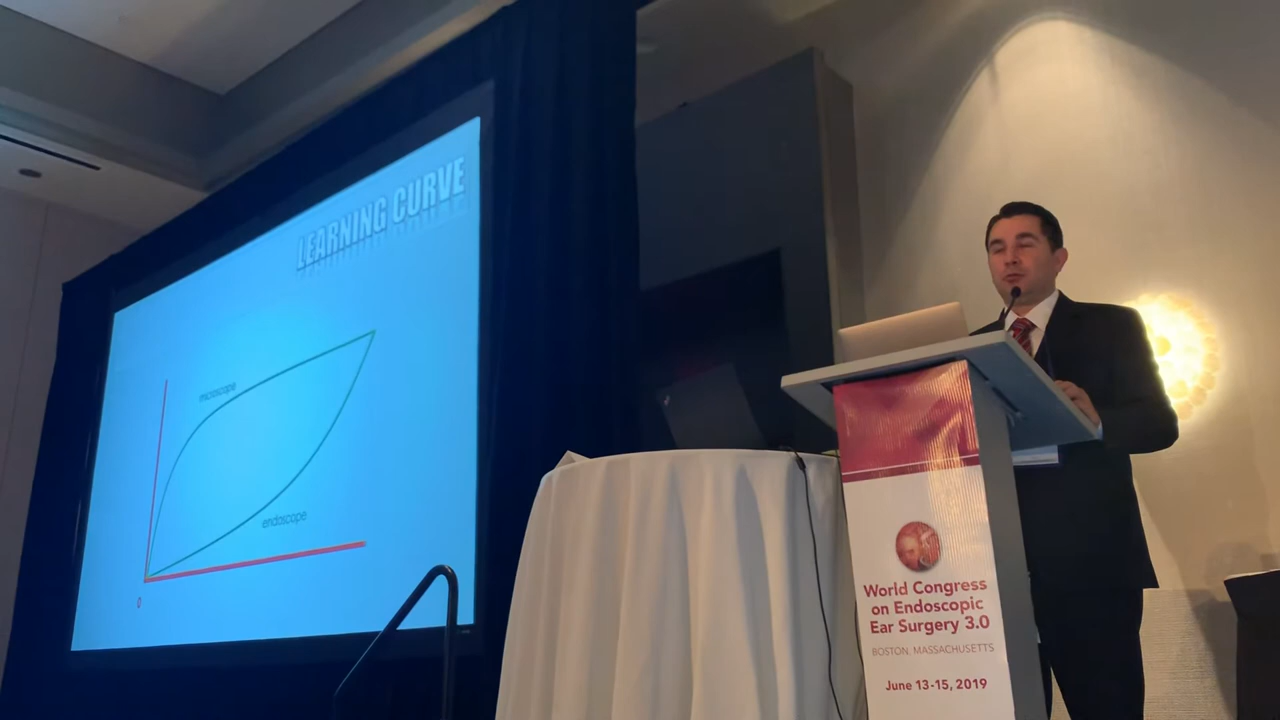 LEARNING CURVE
microscope
endoscope
0
World Congress
on Endoscopic
Ear Surgery 3.0
BOSTON, MASSACHUSETTS
June 13-15, 2019